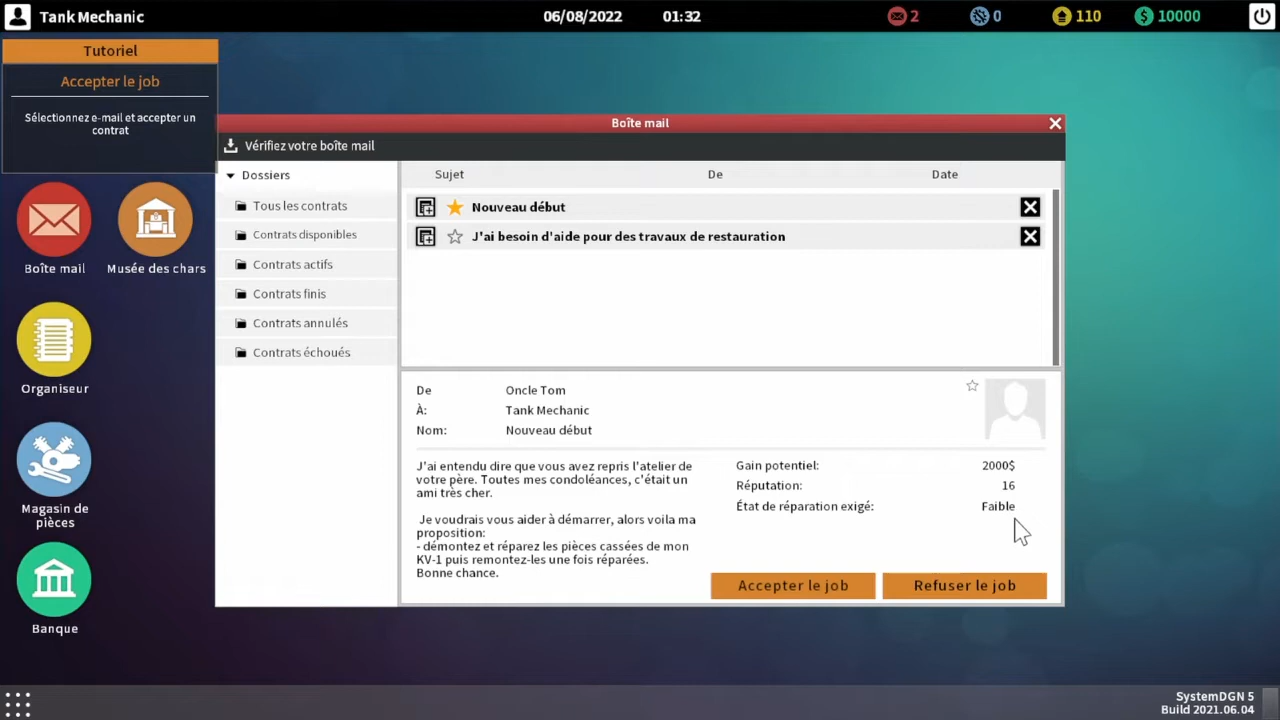 Tank Mechanic
06/08/2022
01:32
2
0
110
10000
Tutoriel
Accepter le job
Sélectionnez e-mail et accepter un
contrat
Boîte mail
Musée des chars
Organiseur
Magasin de
pièces
Banque
Boîte mail
Vérifiez votre boîte mail
Dossiers
Tous les contrats
Contrats disponibles
Contrats actifs
Contrats finis
Contrats annulés
Contrats échoués
Sujet
De
Date
Nouveau début
J'ai besoin d'aide pour des travaux de restauration
De
Oncle Tom
À:
Tank Mechanic
Nom:
Nouveau début
J'ai entendu dire que vous avez repris l'atelier de
votre père. Toutes mes condoléances, c'était un
ami très cher.
Je voudrais vous aider à démarrer, alors voila ma
proposition:
- démontez et réparez les pièces cassées de mon
KV-1 puis remontez-les une fois réparées.
Bonne chance.
Gain potentiel:
2000$
Réputation:
16
État de réparation exigé:
Faible
Accepter le job
Refuser le job
SystemDGN 5
Build 2021.06.04